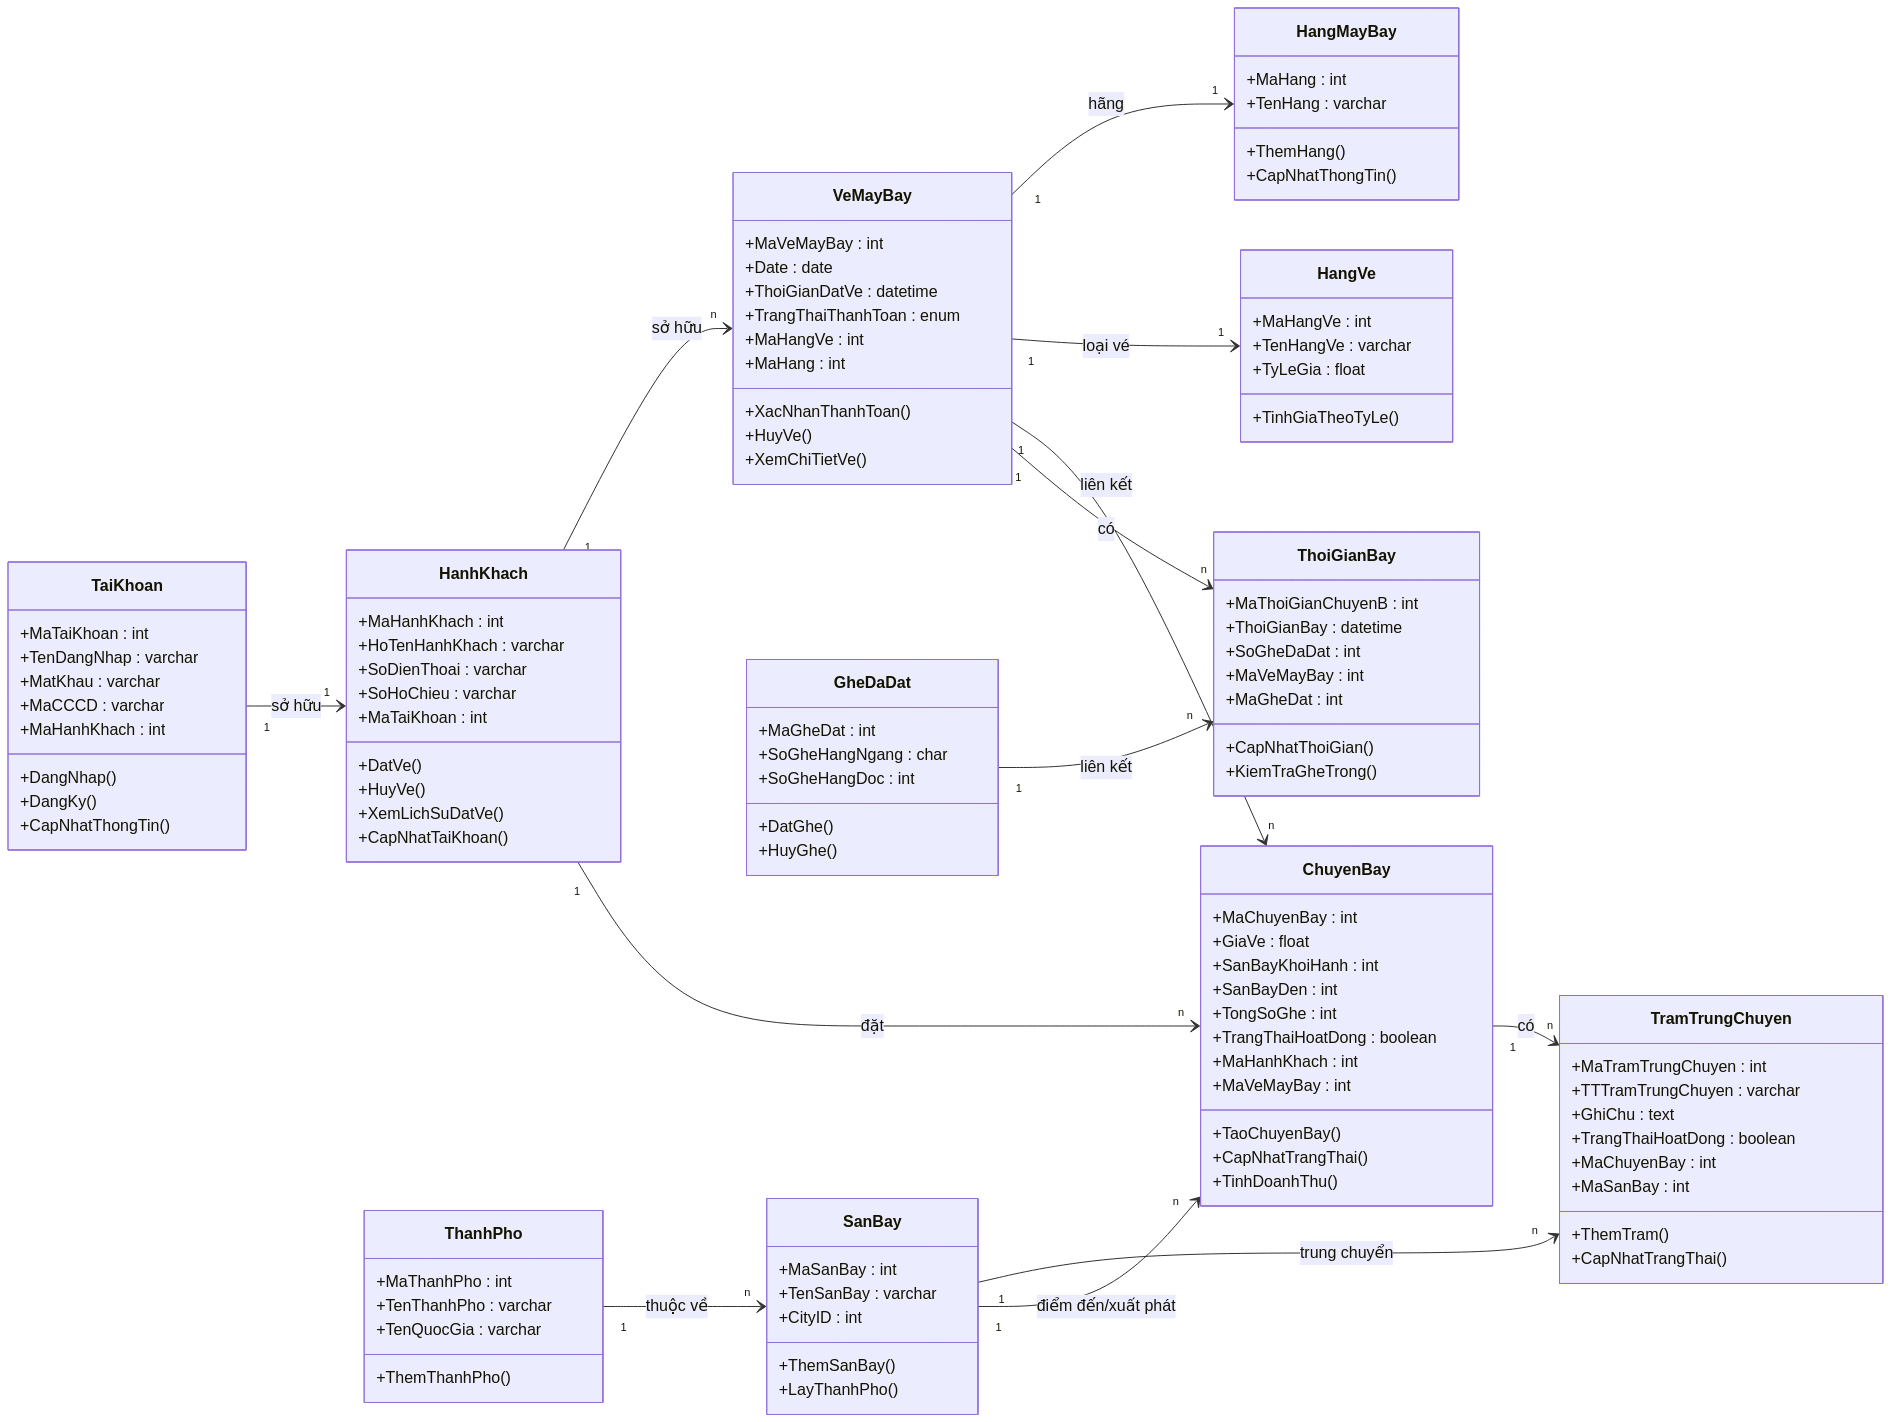 HangMayBay
+MaHang : int
+TenHang : varchar
+ThemHang()
+CapNhatThongTin()
hãng
1
1
VeMayBay
+MaVeMayBay : int
+Date : date
+ThoiGianDatVe : datetime
+TrangThaiThanhToan : enum
+MaHangVe : int
+MaHang : int
+XacNhanThanhToan()
+HuyVe()
+XemChiTietVe()
HangVe
+MaHangVe : int
+TenHangVe : varchar
+TyLeGia : float
+TinhGiaTheoTyLe()
loại vé
1
1
sở hữu
n
1
liên kết
1
n
có
1
n
TaiKhoan
+MaTaiKhoan : int
+TenDangNhap : varchar
+MatKhau : varchar
+MaCCCD : varchar
+MaHanhKhach : int
+DangNhap()
+DangKy()
+CapNhatThongTin()
sở hữu
1
1
HanhKhach
+MaHanhKhach : int
+HoTenHanhKhach : varchar
+SoDienThoai : varchar
+SoHoChieu : varchar
+MaTaiKhoan : int
+DatVe()
+HuyVe()
+XemLichSuDatVe()
+CapNhatTaiKhoan()
ThoiGianBay
+MaThoiGianChuyenB : int
+ThoiGianBay : datetime
+SoGheDaDat : int
+MaVeMayBay : int
+MaGheDat : int
+CapNhatThoiGian()
+KiemTraGheTrong()
GheDaDat
+MaGheDat : int
+SoGheHangNgang : char
+SoGheHangDoc : int
+DatGhe()
+HuyGhe()
liên kết
1
n
đặt
1
n
ChuyenBay
+MaChuyenBay : int
+GiaVe : float
+SanBayKhoiHanh : int
+SanBayDen : int
+TongSoGhe : int
+TrangThaiHoatDong : boolean
+MaHanhKhach : int
+MaVeMayBay : int
+TaoChuyenBay()
+CapNhatTrangThai()
+TinhDoanhThu()
có
1
n
TramTrungChuyen
+MaTramTrungChuyen : int
+TTTramTrungChuyen : varchar
+GhiChu : text
+TrangThaiHoatDong : boolean
+MaChuyenBay : int
+MaSanBay : int
+ThemTram()
+CapNhatTrangThai()
ThanhPho
+MaThanhPho : int
+TenThanhPho : varchar
+TenQuocGia : varchar
+ThemThanhPho()
thuộc về
1
n
SanBay
+MaSanBay : int
+TenSanBay : varchar
+CityID : int
+ThemSanBay()
+LayThanhPho()
trung chuyển
1
n
điểm đến/xuất phát
1
n